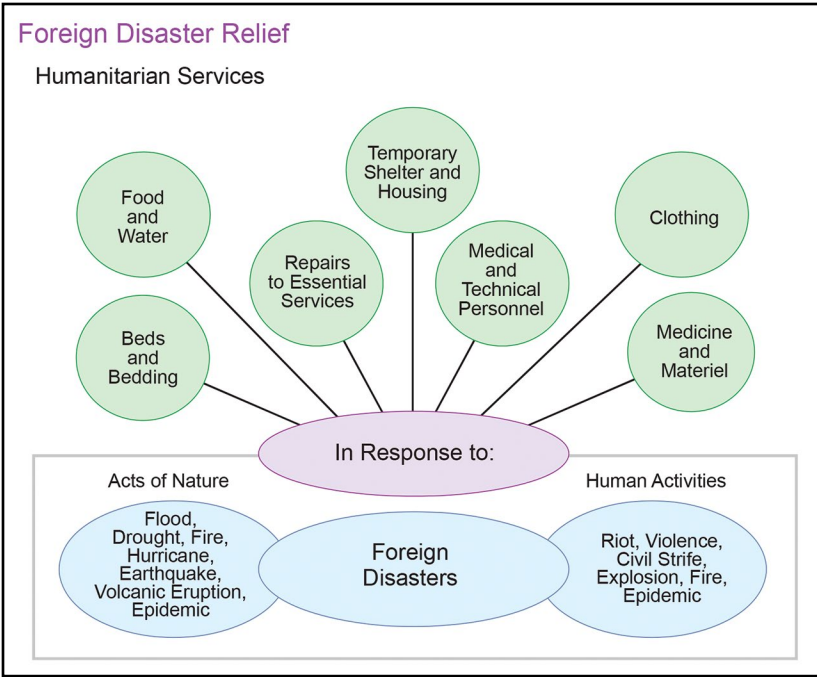 Foreign Disaster Relief
Humanitarian Services
Temporary
Shelter and
Housing
Food
and
Water
Clothing
Repairs
to Essential
Services
Medical
and
Technical
Personnel
Beds
and
Bedding
Medicine
and
Materiel
In Response to:
Acts of Nature
Human Activities
Flood,
Drought, Fire,
Hurricane,
Earthquake,
Volcanic Eruption,
Epidemic
Foreign
Disasters
Riot, Violence,
Civil Strife,
Explosion, Fire,
Epidemic